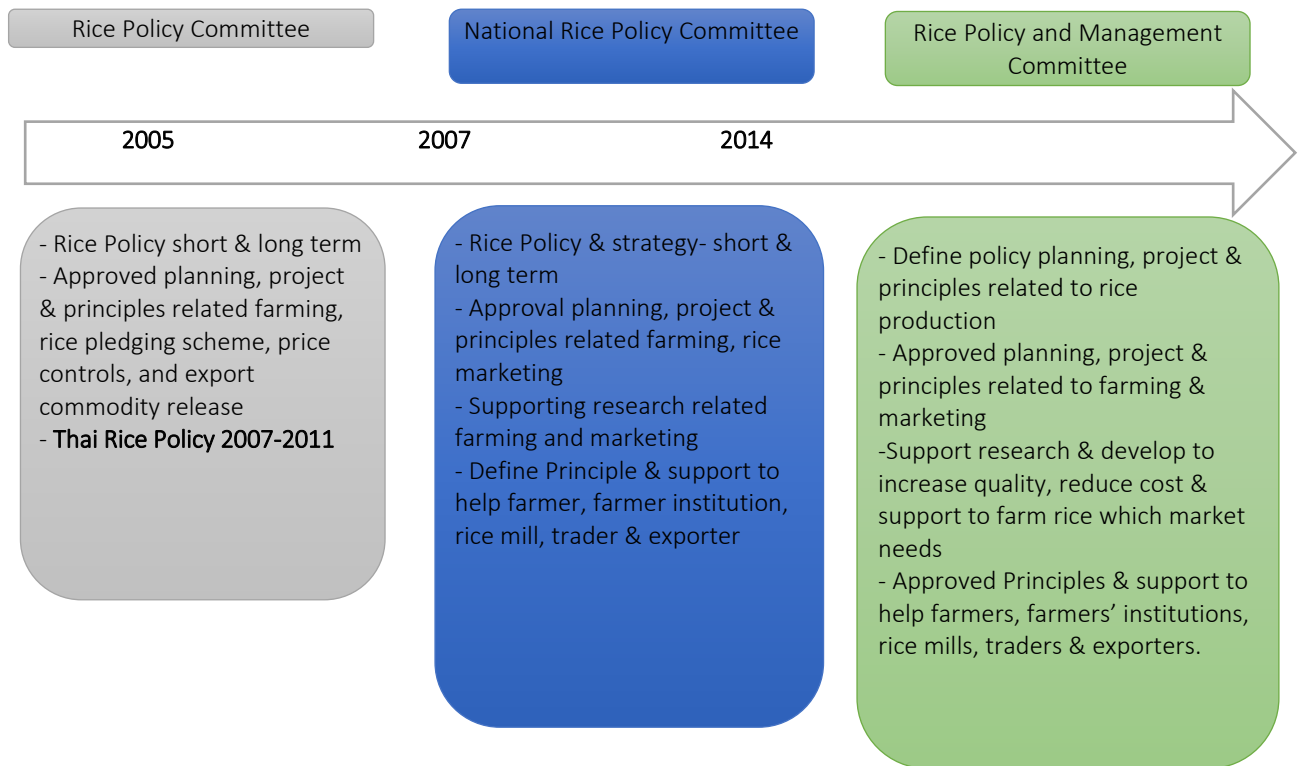 Rice Policy Committee
National Rice Policy Committee
Rice Policy and Management
Committee
2005
2007
2014
- Rice Policy short & long term
- Approved planning, project
& principles related farming,
rice pledging scheme, price
controls, and export
commodity release
- Thai Rice Policy 2007-2011
- Rice Policy & strategy- short &
long term
- Approval planning, project &
principles related farming, rice
marketing
- Supporting research related
farming and marketing
- Define Principle & support to
help farmer, farmer institution,
rice mill, trader & exporter
- Define policy planning, project &
principles related to rice
production
- Approved planning, project &
principles related to farming &
marketing
-Support research & develop to
increase quality, reduce cost &
support to farm rice which market
needs
- Approved Principles & support to
help farmers, farmers’ institutions,
rice mills, traders & exporters.